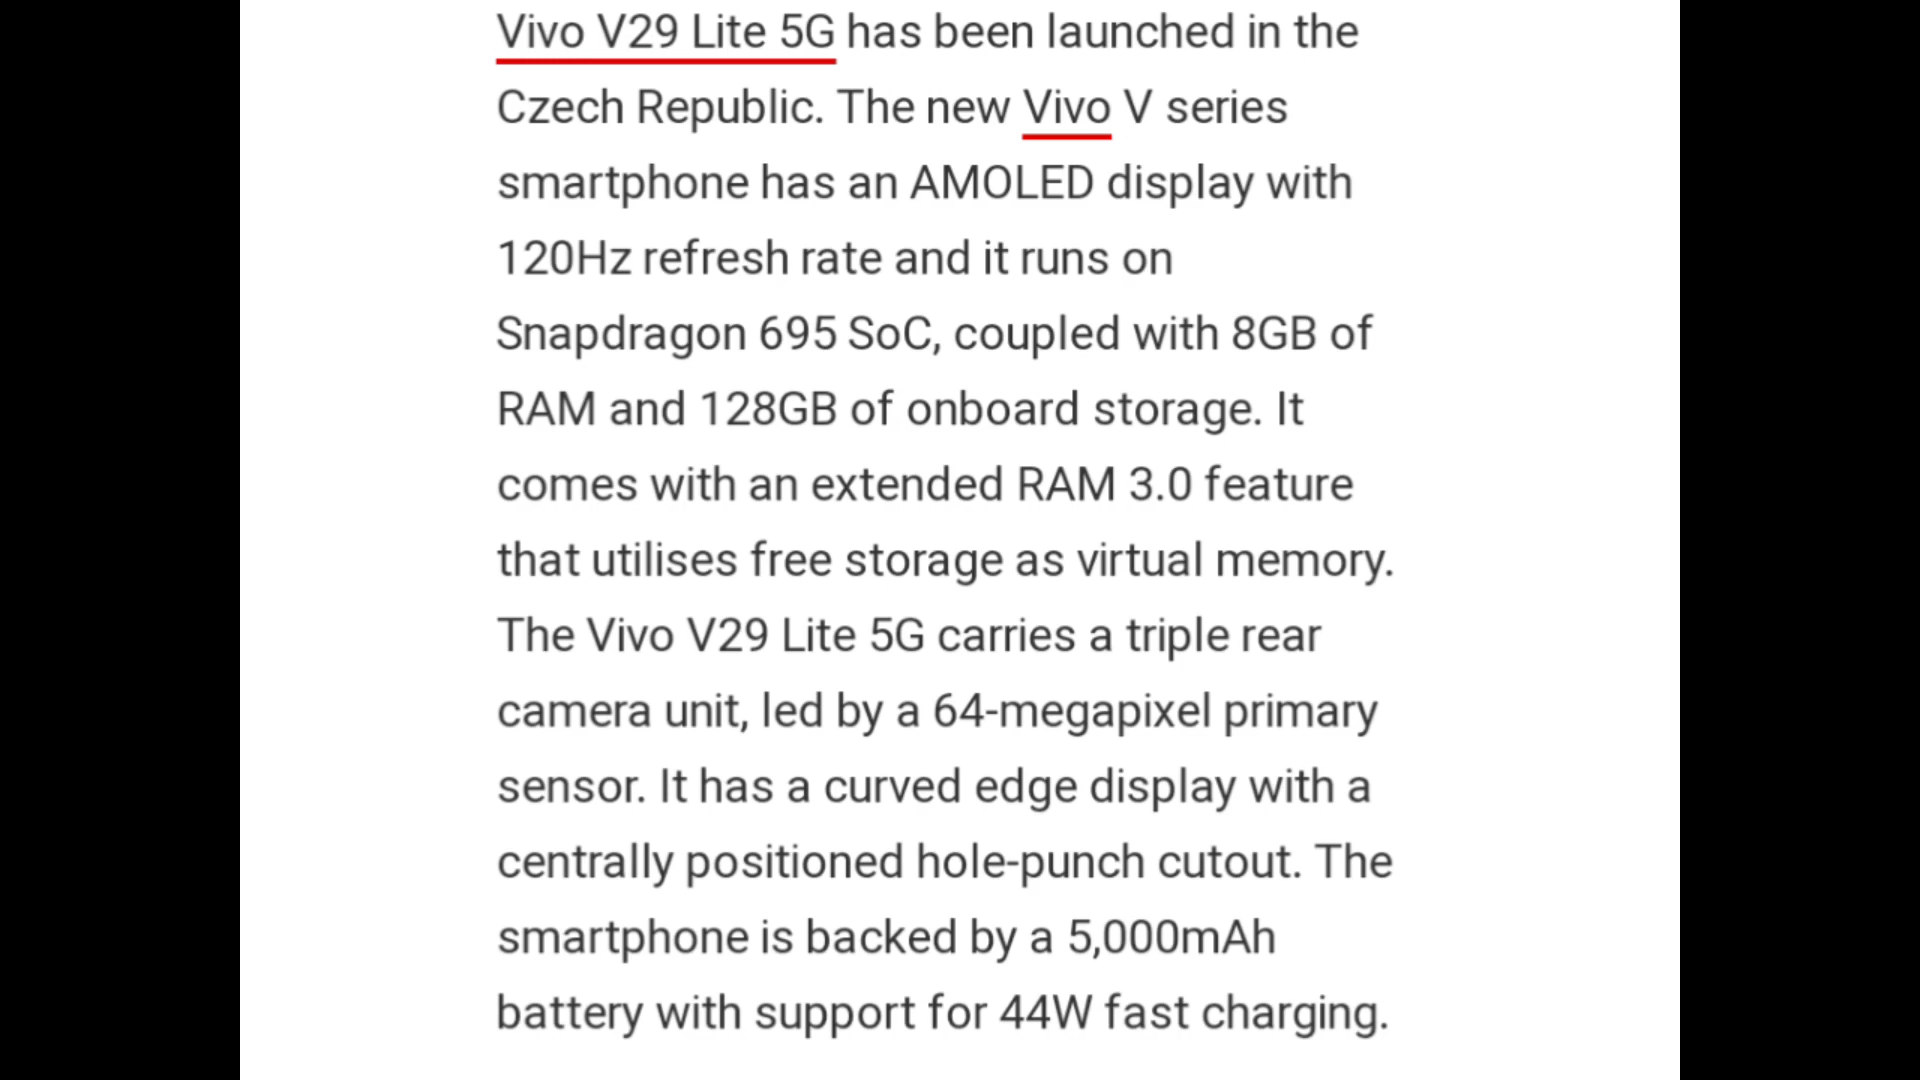 Vivo V29 Lite 5G has been launched in the
Czech Republic. The new Vivo V series
smartphone has an AMOLED display with
120Hz refresh rate and it runs on
Snapdragon 695 SoC, coupled with 8GB of
RAM and 128GB of onboard storage. It
comes with an extended RAM 3.0 feature
that utilises free storage as virtual memory.
The Vivo V29 Lite 5G carries a triple rear
camera unit, led by a 64-megapixel primary
sensor. It has a curved edge display with a
centrally positioned hole-punch cutout. The
smartphone is backed by a 5,000mAh
battery with support for 44W fast charging.